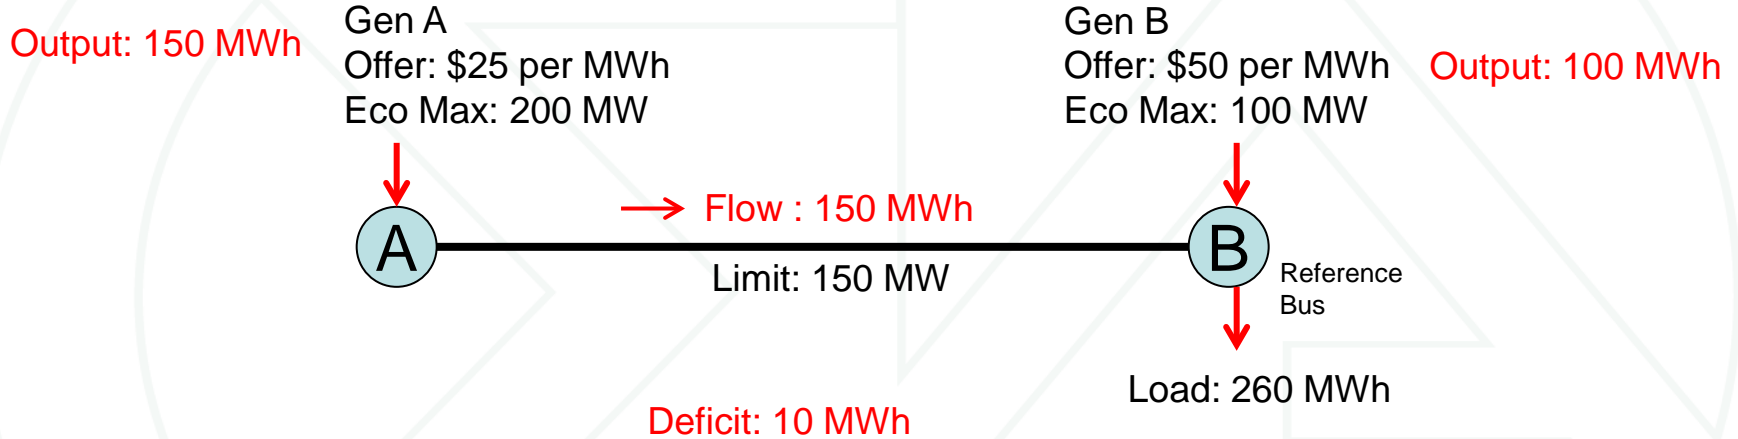 Output: 150 MWh
Gen A
Offer: $25 per MWh
Eco Max: 200 MW
Gen B
Offer: $50 per MWh
Eco Max: 100 MW
Output: 100 MWh
Flow : 150 MWh
A
B
Limit: 150 MW
Reference
Bus
Load: 260 MWh
Deficit: 10 MWh